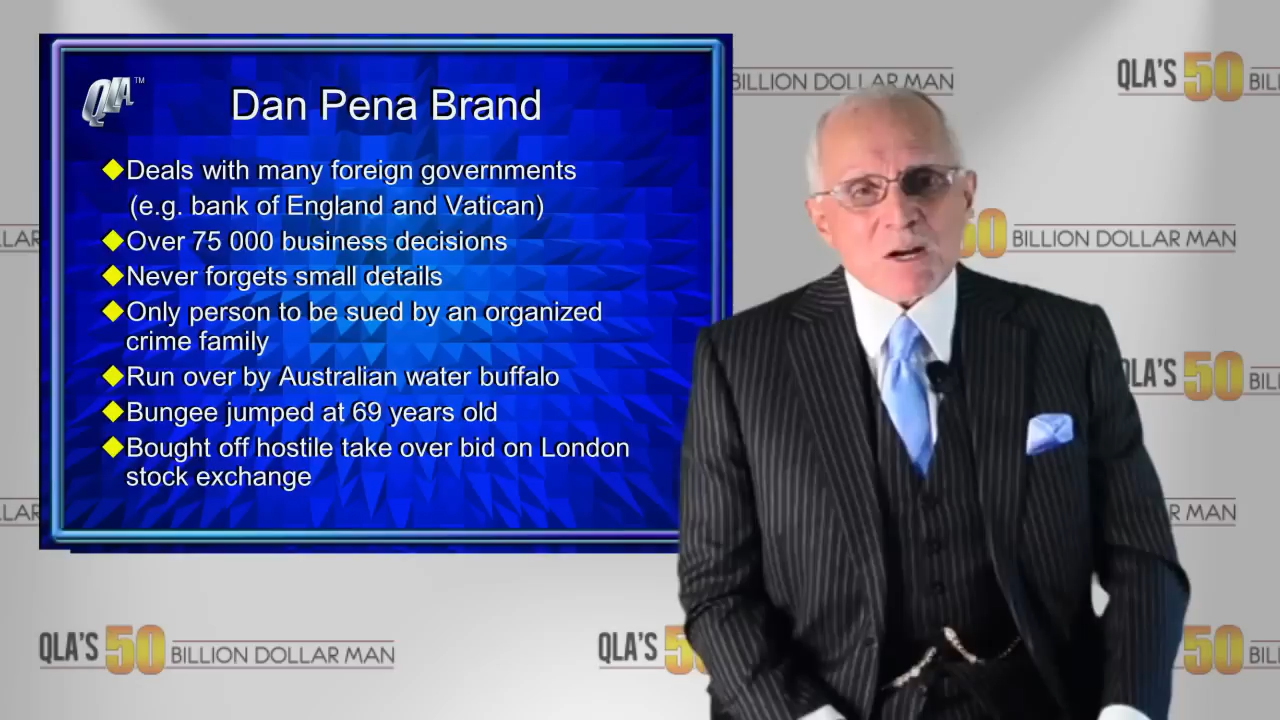 BILLION DOLLAR MAN
QLA'S 50 BIL
QLA TM
Dan Pena Brand
Deals with many foreign governments
(e.g. bank of England and Vatican)
Over 75 000 business decisions
Never forgets small details
Only person to be sued by an organized
crime family
Run over by Australian water buffalo
Bungee jumped at 69 years old
Bought off hostile take over bid on London
stock exchange
LAR
50 BILLION DOLLAR MAN
QLA'S 50 BIL
LAR
R MAN
QLA'S 50 BILLION DOLLAR MAN
QLA'S 5
50 BIL